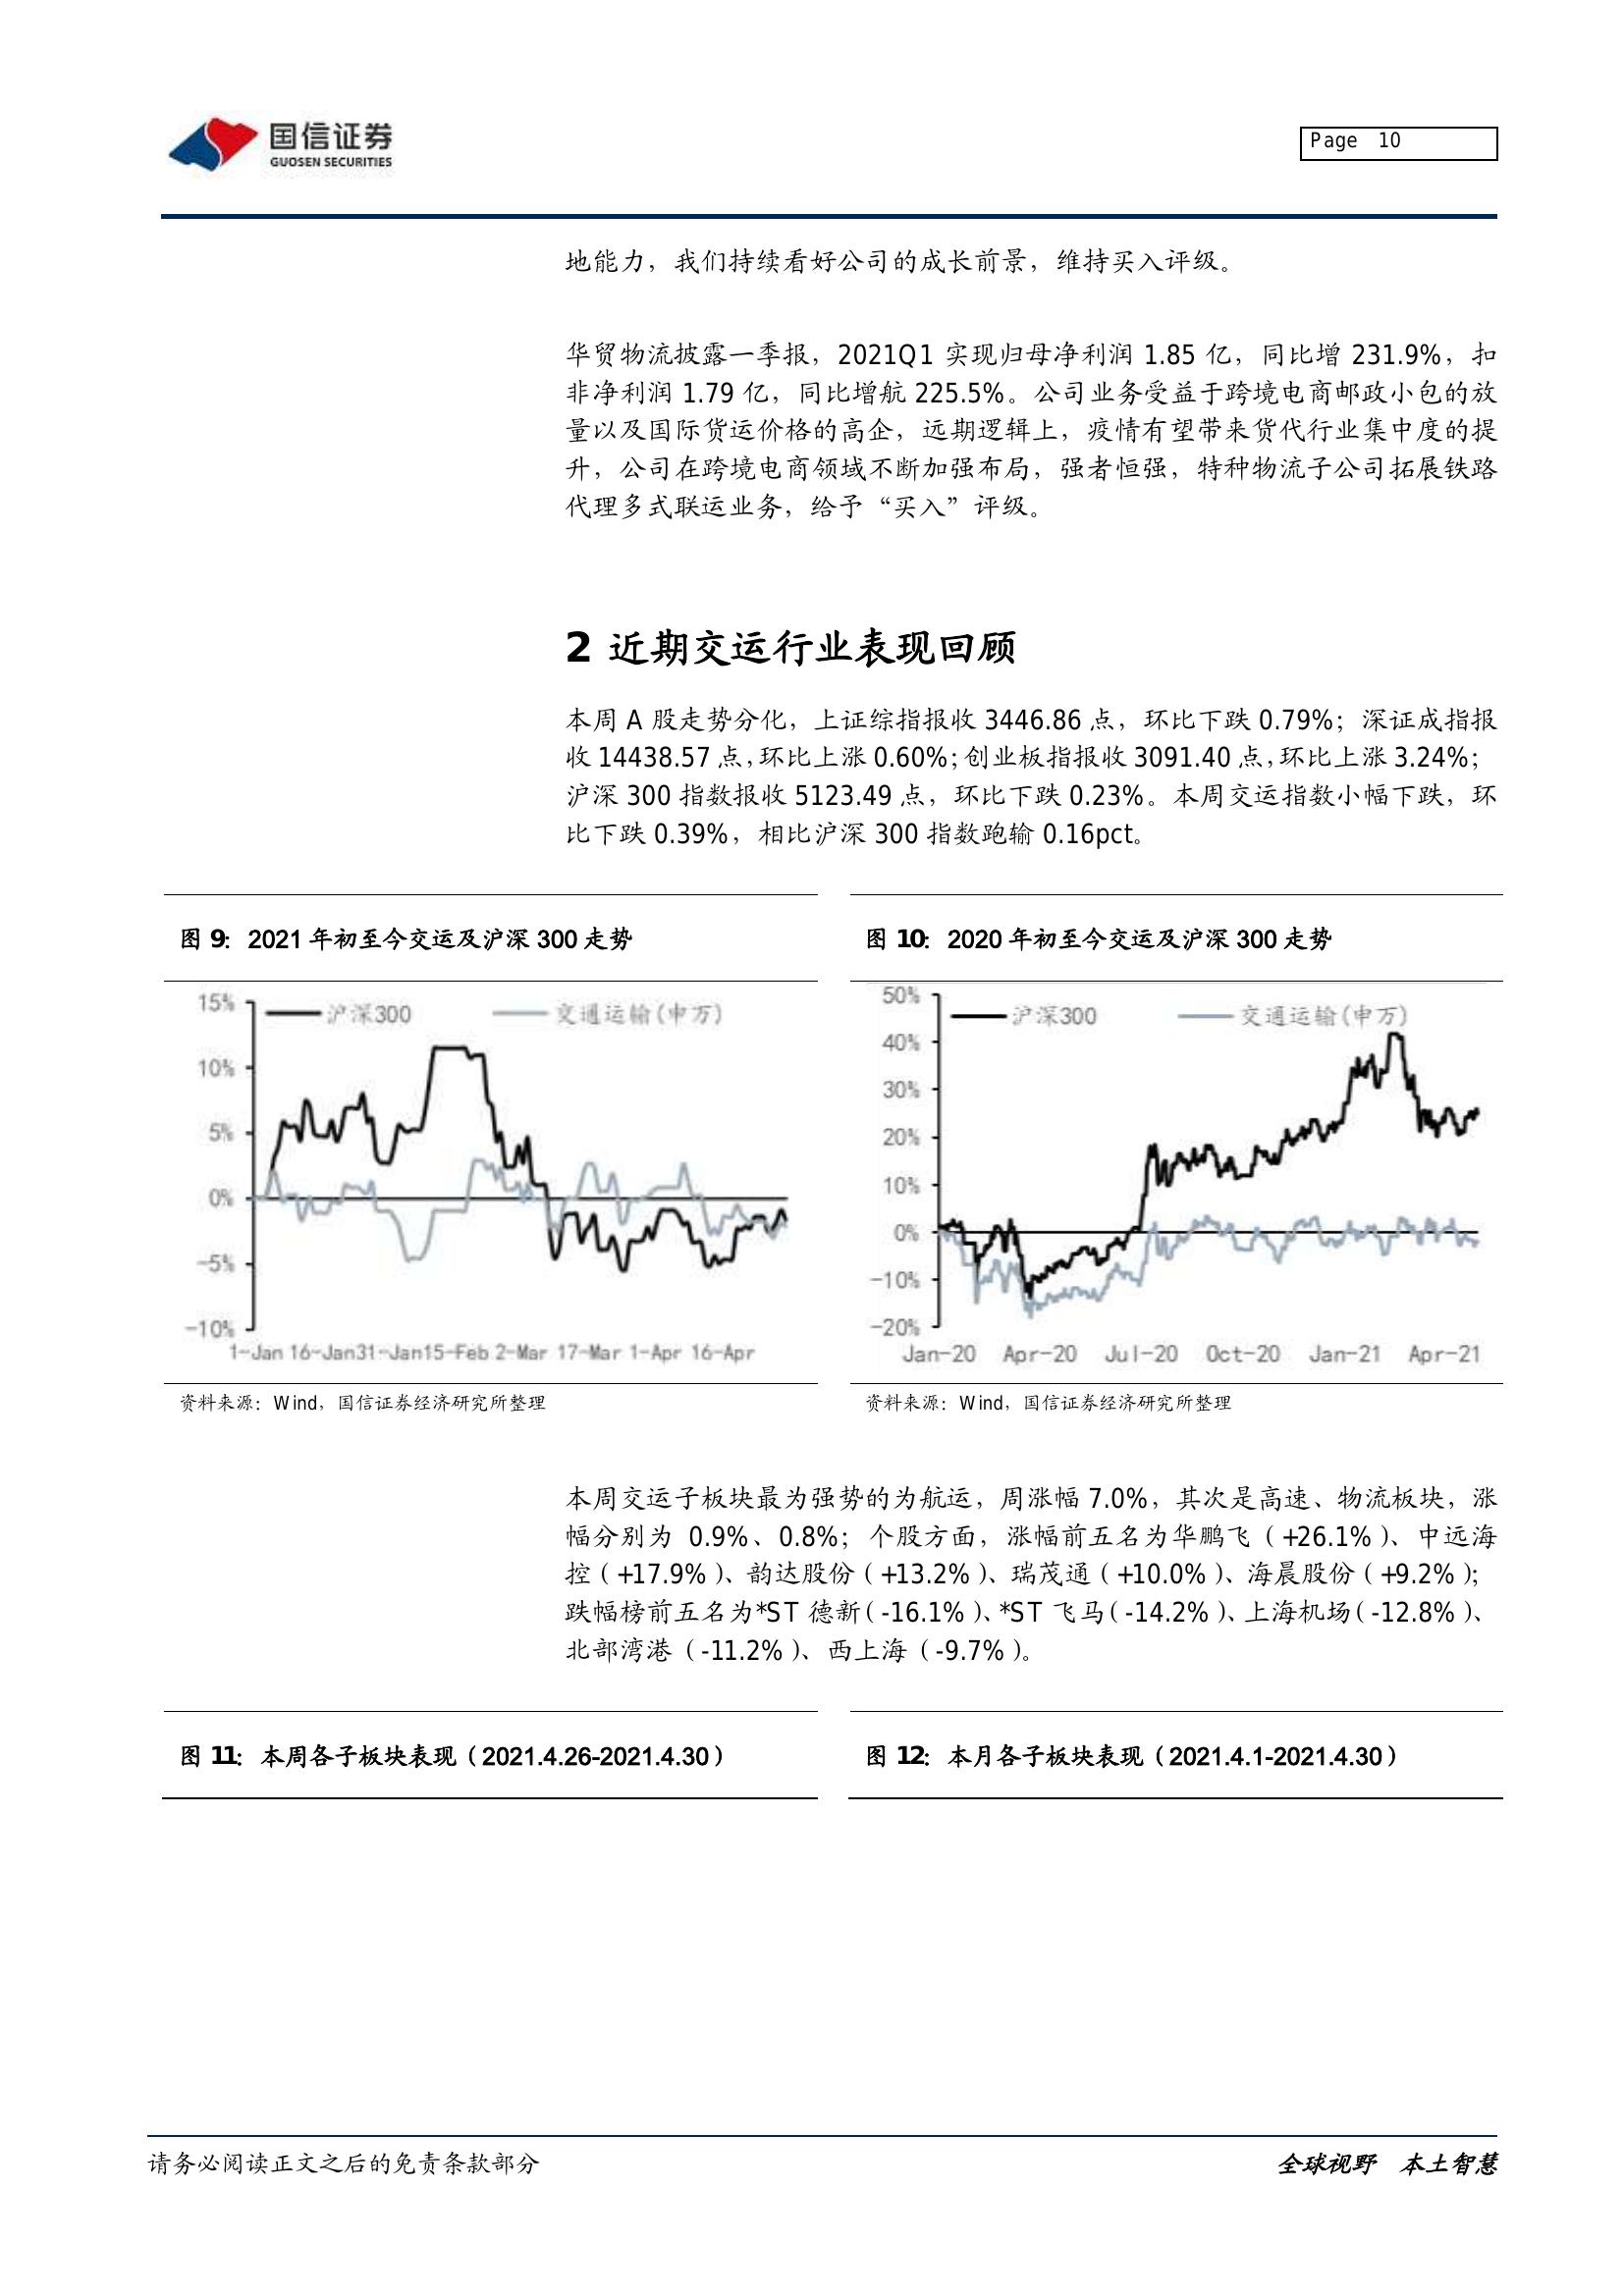 国信证券
GUOSEN SECURITIES
Page 10
地能力，我们持续看好公司的成长前景，维持买入评级。
华贸物流披露一季报，2021Q1 实现归母净利润 1.85 亿，同比增 231.9%，扣
非净利润 1.79 亿，同比增航 225.5%。公司业务受益于跨境电商邮政小包的放
量以及国际货运价格的高企，远期逻辑上，疫情有望带来货代行业集中度的提
升，公司在跨境电商领域不断加强布局，强者恒强，特种物流子公司拓展铁路
代理多式联运业务，给予“买入”评级。
2 近期交运行业表现回顾
本周 A 股走势分化，上证综指报收 3446.86 点，环比下跌 0.79%；深证成指报
收 14438.57 点，环比上涨 0.60%；创业板指报收 3091.40 点，环比上涨 3.24%；
沪深 300 指数报收 5123.49 点，环比下跌 0.23%。本周交运指数小幅下跌，环
比下跌 0.39%，相比沪深 300 指数跑输 0.16pct。
图 9：2021 年初至今交运及沪深 300 走势
15%
沪深300
交通运输(申万)
10%
5%
0%
-5%
-10%
1-Jan 16-Jan 31-Jan 15-Feb 2-Mar 17-Mar 1-Apr 16-Apr
资料来源：Wind，国信证券经济研究所整理
图 10：2020 年初至今交运及沪深 300 走势
50%
沪深300
交通运输(申万)
40%
30%
20%
10%
0%
-10%
-20%
Jan-20 Apr-20 Jul-20 Oct-20 Jan-21 Apr-21
资料来源：Wind，国信证券经济研究所整理
本周交运子板块最为强势的为航运，周涨幅 7.0%，其次是高速、物流板块，涨
幅分别为 0.9%、0.8%；个股方面，涨幅前五名为华鹏飞（+26.1%）、中远海
控（+17.9%）、韵达股份（+13.2%）、瑞茂通（+10.0%）、海晨股份（+9.2%）；
跌幅榜前五名为*ST 德新（-16.1%）、*ST 飞马（-14.2%）、上海机场（-12.8%）、
北部湾港（-11.2%）、西上海（-9.7%）。
图 11：本周各子板块表现（2021.4.26-2021.4.30）
图 12：本月各子板块表现（2021.4.1-2021.4.30）
请务必阅读正文之后的免责条款部分
全球视野 本土智慧